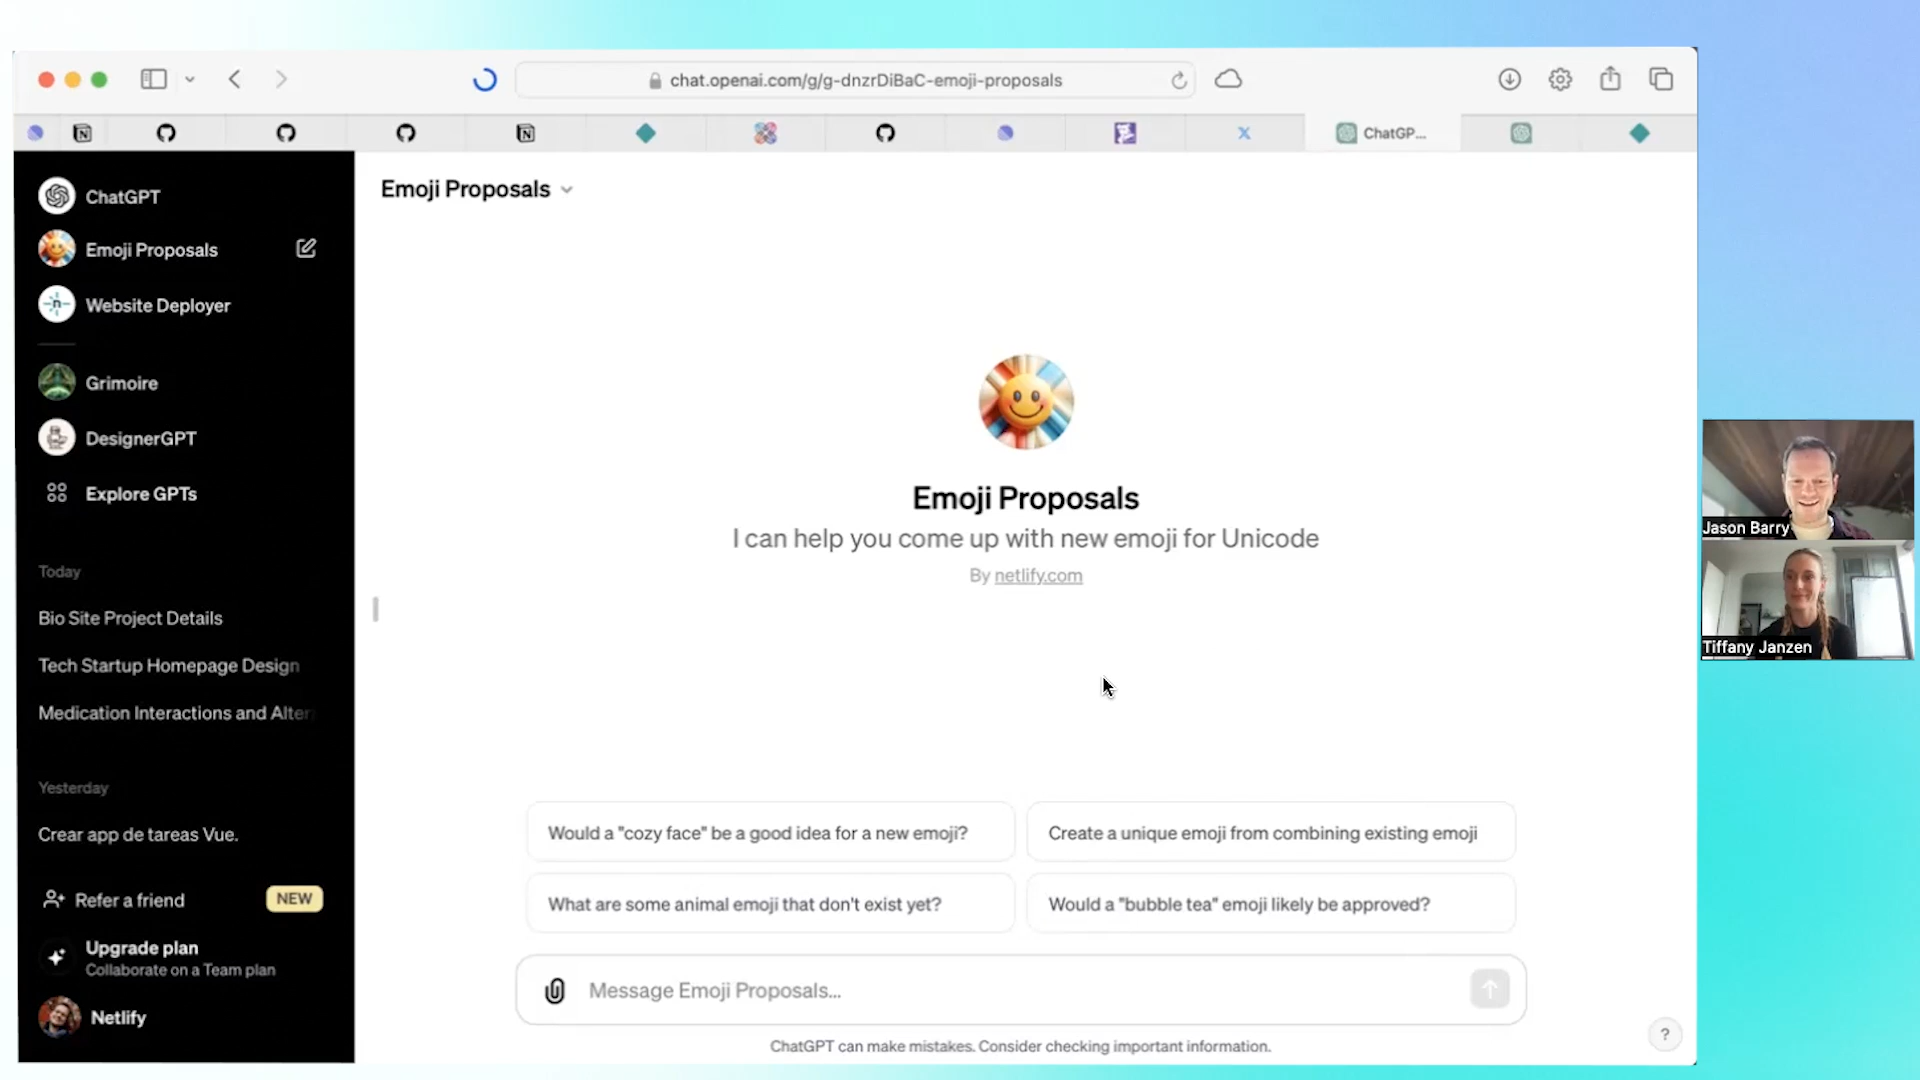 chat.openai.com/g/g-dnzrDiBaC-emoji-proposals
ChatGP...
ChatGPT
Emoji Proposals
Website Deployer
Grimoire
DesignerGPT
Explore GPTs
Today
Bio Site Project Details
Tech Startup Homepage Design
Medication Interactions and Alter
Yesterday
Crear app de tareas Vue.
Refer a friend
NEW
Upgrade plan
Collaborate on a Team plan
Netlify
Emoji Proposals
Emoji Proposals
I can help you come up with new emoji for Unicode
By netlify.com
Would a "cozy face" be a good idea for a new emoji?
Create a unique emoji from combining existing emoji
What are some animal emoji that don't exist yet?
Would a "bubble tea" emoji likely be approved?
Message Emoji Proposals...
ChatGPT can make mistakes. Consider checking important information.
?
Jason Barry
Tiffany Janzen